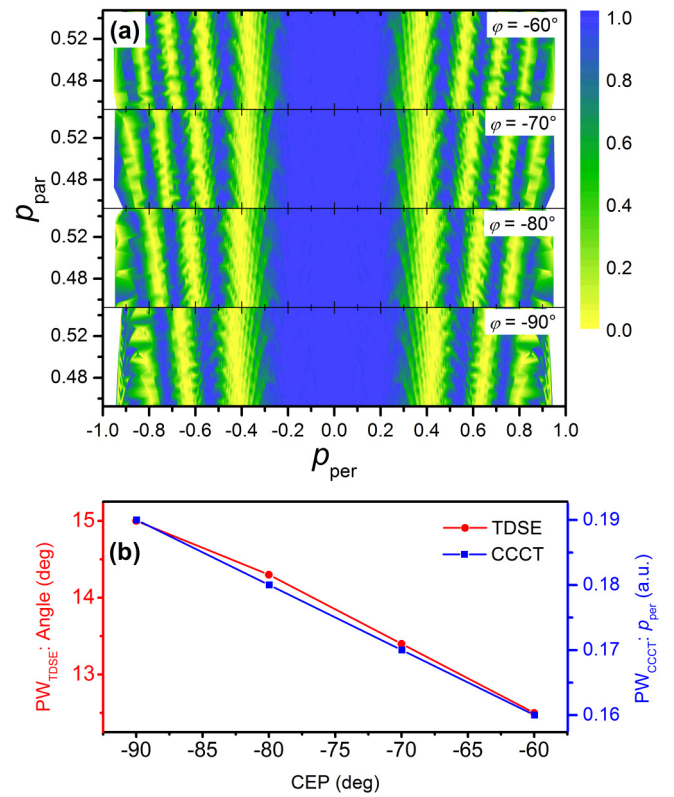 (a)
φ = -60°
φ = -70°
φ = -80°
φ = -90°
0.52
0.48
0.52
0.48
0.52
0.48
0.52
0.48
p_par
-1.0 -0.8 -0.6 -0.4 -0.2 0.0 0.2 0.4 0.6 0.8 1.0
p_per
1.0
0.8
0.6
0.4
0.2
0.0
(b)
TDSE
CCCT
15
14
13
PW_TDSE: Angle (deg)
0.19
0.18
0.17
0.16
PW_CCCT: p_per (a.u.)
-90 -85 -80 -75 -70 -65 -60
CEP (deg)